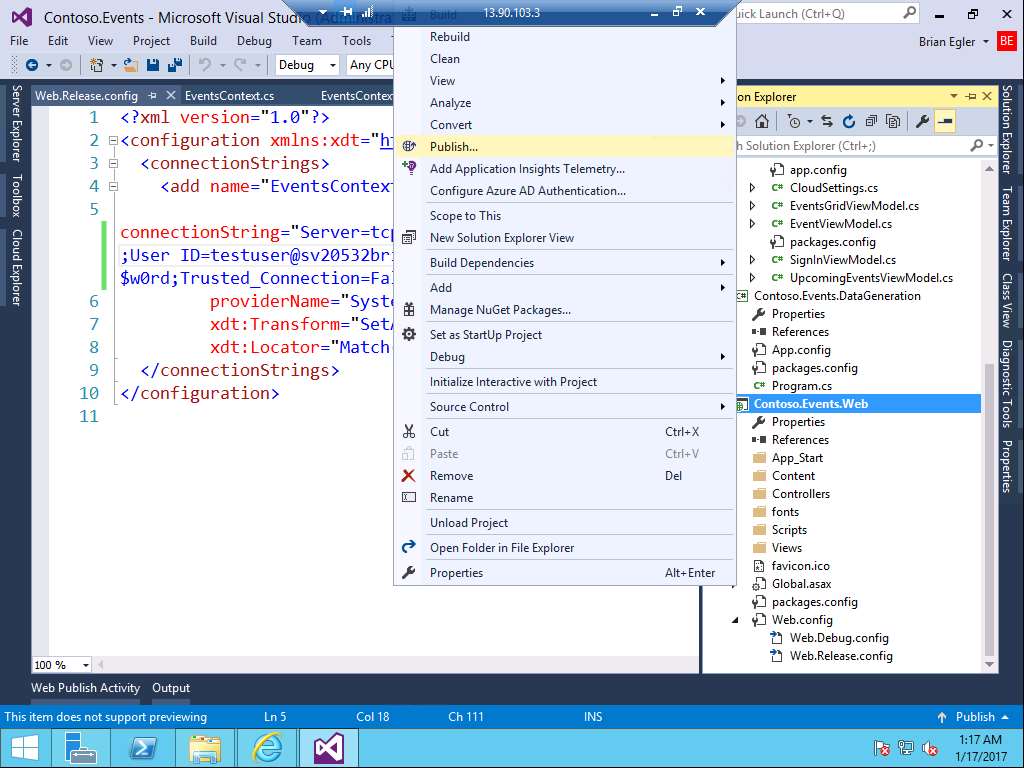 Contoso.Events - Microsoft Visual Studio
13.90.103.3
uick Launch (Ctrl+Q)
File Edit View Project Build Debug Team Tools
Brian Egler BE
Debug Any CPU
Web.Release.config EventsContext.cs EventsContex
1 <?xml version="1.0"?>
2 <configuration xmlns:xdt="h
3 <connectionStrings>
4 <add name="EventsContex
5
connectionString="Server=tcp
;User ID=testuser@sv20532bri
$w0rd;Trusted_Connection=Fal
6 providerName="Syste
7 xdt:Transform="SetA
8 xdt:Locator="Match(
9 </connectionStrings>
10 </configuration>
11
100 %
Server Explorer
Toolbox
Cloud Explorer
Build
Rebuild
Clean
View
Analyze
Convert
Publish...
Add Application Insights Telemetry...
Configure Azure AD Authentication...
Scope to This
New Solution Explorer View
Build Dependencies
Add
Manage NuGet Packages...
Set as StartUp Project
Debug
Initialize Interactive with Project
Source Control
Cut Ctrl+X
Paste Ctrl+V
Remove Del
Rename
Unload Project
Open Folder in File Explorer
Properties Alt+Enter
on Explorer
h Solution Explorer (Ctrl+;)
app.config
C# CloudSettings.cs
C# EventsGridViewModel.cs
C# EventViewModel.cs
packages.config
C# SignInViewModel.cs
C# UpcomingEventsViewModel.cs
C# Contoso.Events.DataGeneration
Properties
References
App.config
packages.config
C# Program.cs
Contoso.Events.Web
Properties
References
App_Start
Content
Controllers
fonts
Scripts
Views
favicon.ico
Global.asax
packages.config
Web.config
Web.Debug.config
Web.Release.config
Solution Explorer
Team Explorer
Class View
Diagnostic Tools
Properties
Web Publish Activity Output
This item does not support previewing Ln 5 Col 18 Ch 111 INS Publish
1:17 AM
1/17/2017